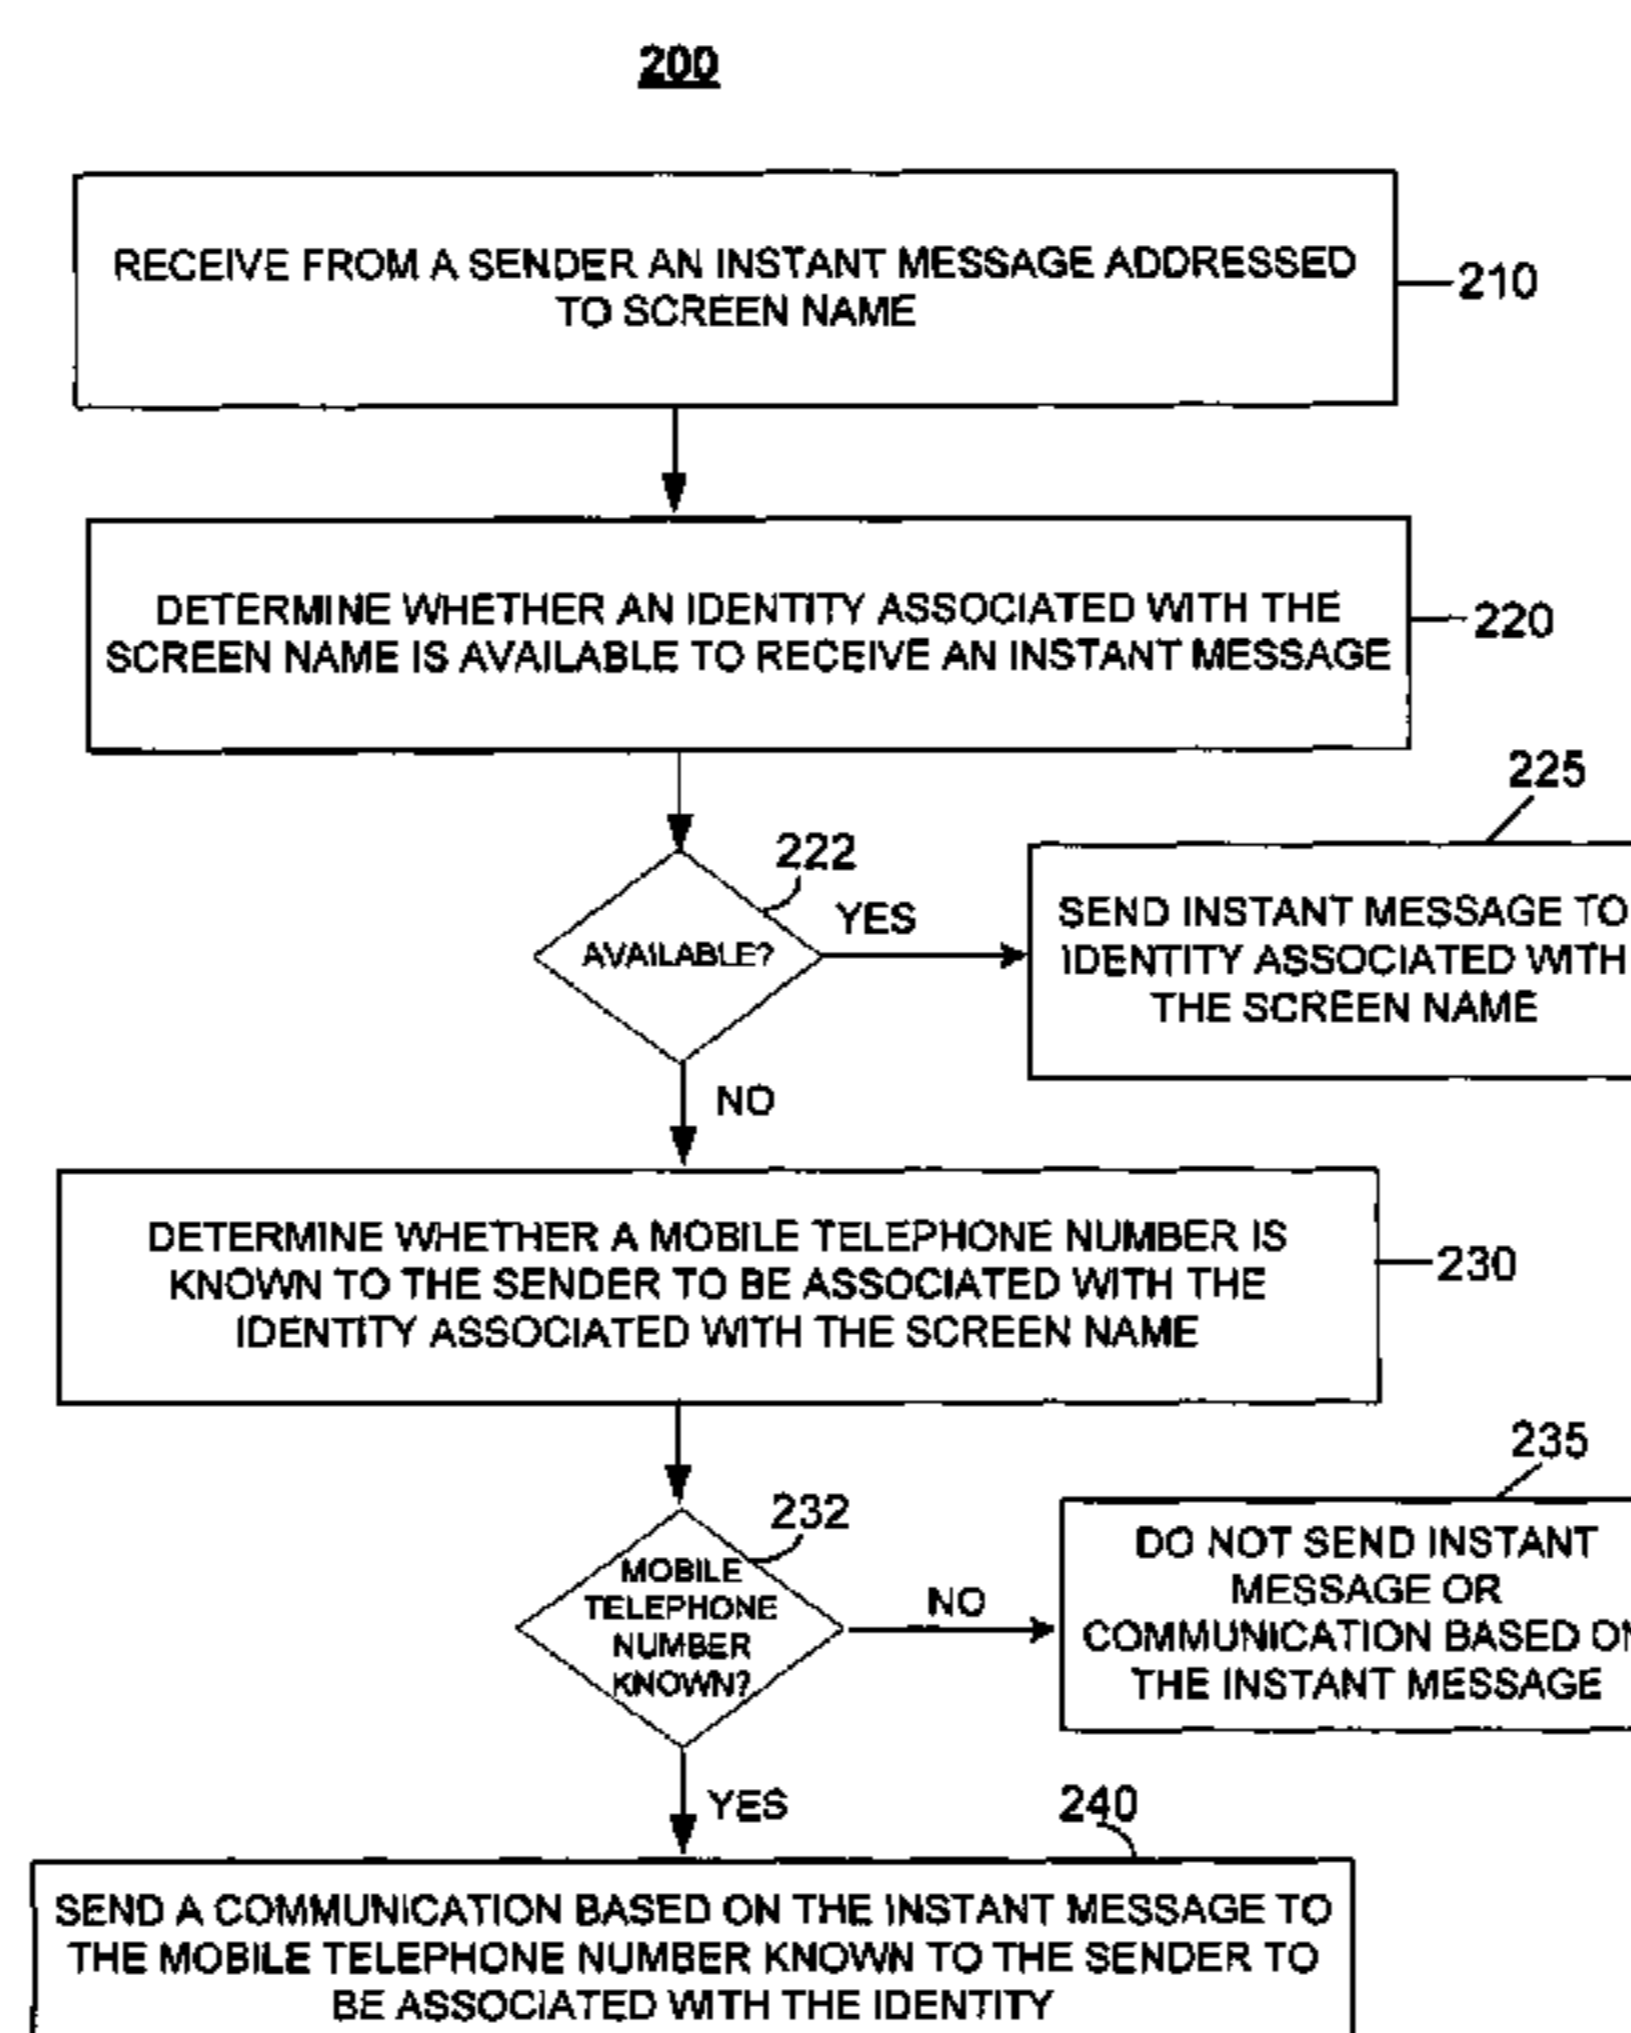 200
RECEIVE FROM A SENDER AN INSTANT MESSAGE ADDRESSED
TO SCREEN NAME
210
DETERMINE WHETHER AN IDENTITY ASSOCIATED WITH THE
SCREEN NAME IS AVAILABLE TO RECEIVE AN INSTANT MESSAGE
220
225
222
AVAILABLE?
YES
SEND INSTANT MESSAGE TO
IDENTITY ASSOCIATED WITH
THE SCREEN NAME
NO
DETERMINE WHETHER A MOBILE TELEPHONE NUMBER IS
KNOWN TO THE SENDER TO BE ASSOCIATED WITH THE
IDENTITY ASSOCIATED WITH THE SCREEN NAME
230
235
232
MOBILE
TELEPHONE
NUMBER
KNOWN?
NO
DO NOT SEND INSTANT
MESSAGE OR
COMMUNICATION BASED ON
THE INSTANT MESSAGE
YES
240
SEND A COMMUNICATION BASED ON THE INSTANT MESSAGE TO
THE MOBILE TELEPHONE NUMBER KNOWN TO THE SENDER TO
BE ASSOCIATED WITH THE IDENTITY